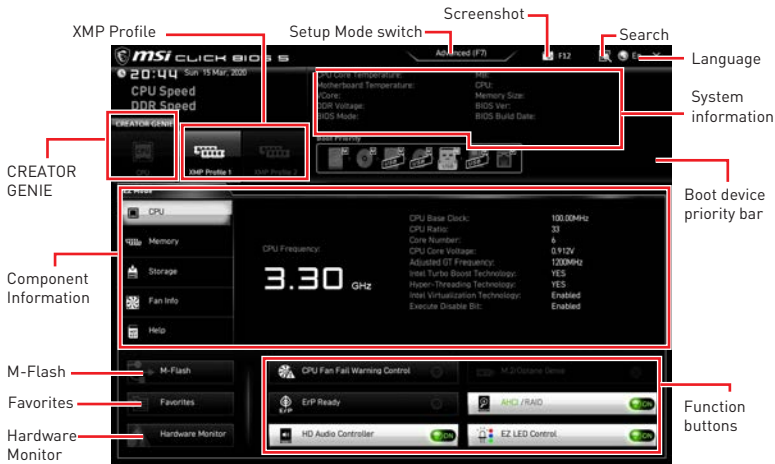 Screenshot
XMP Profile
Setup Mode switch
Search
msi CLICK BIOS 5
Advanced (F7)
F12
En
Language
20:44 Sun 15 Mar, 2020
CPU Speed
DDR Speed
CPU Core Temperature:
Motherboard Temperature:
VCore:
DDR Voltage:
BIOS Mode:
MB:
CPU:
Memory Size:
BIOS Ver:
BIOS Build Date:
System
information
CREATOR GENIE
CPU
XMP Profile 1
XMP Profile 2
Boot Priority
CREATOR
GENIE
Boot device
priority bar
EZ Mode
CPU
Memory
Storage
Fan Info
Help
CPU Frequency:
3.30 GHz
CPU Base Clock: 100.00MHz
CPU Ratio: 33
Core Number: 6
CPU Core Voltage: 0.912V
Adjusted GT Frequency: 1200MHz
Intel Turbo Boost Technology: YES
Hyper-Threading Technology: YES
Intel Virtualization Technology: Enabled
Execute Disable Bit: Enabled
Component
Information
M-Flash
Favorites
Hardware
Monitor
M-Flash
Favorites
Hardware Monitor
CPU Fan Fail Warning Control
M.2/Optane Genie
ErP
ErP Ready
AHCI /RAID
ON
HD Audio Controller
ON
EZ LED Control
ON
Function
buttons